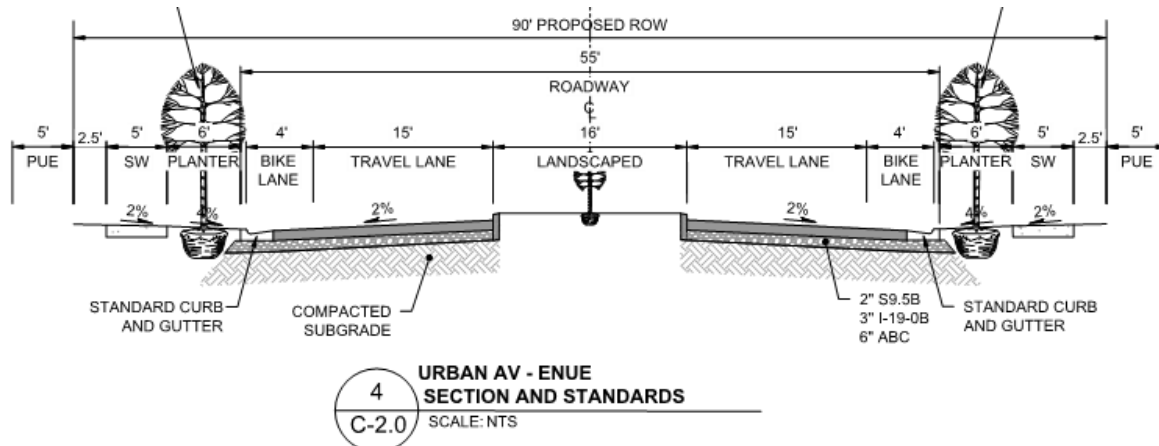 90' PROPOSED ROW
55'
ROADWAY
℄
5' 2.5' 5' 6' 4' 15' 16' 15' 4' 6' 5' 2.5' 5'
PUE SW PLANTER BIKE LANE TRAVEL LANE LANDSCAPED TRAVEL LANE BIKE LANE PLANTER SW PUE
2% 4% 2% 2% 4% 2%
STANDARD CURB
AND GUTTER
COMPACTED
SUBGRADE
2" S9.5B
3" I-19-0B
6" ABC
STANDARD CURB
AND GUTTER
4
C-2.0
URBAN AV - ENUE
SECTION AND STANDARDS
SCALE: NTS